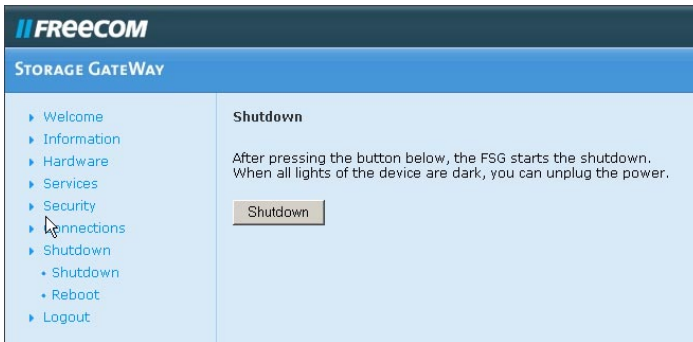 FREECOM
STORAGE GATEWAY
Welcome
Information
Hardware
Services
Security
Connections
Shutdown
• Shutdown
• Reboot
Logout
Shutdown
After pressing the button below, the FSG starts the shutdown.
When all lights of the device are dark, you can unplug the power.
Shutdown